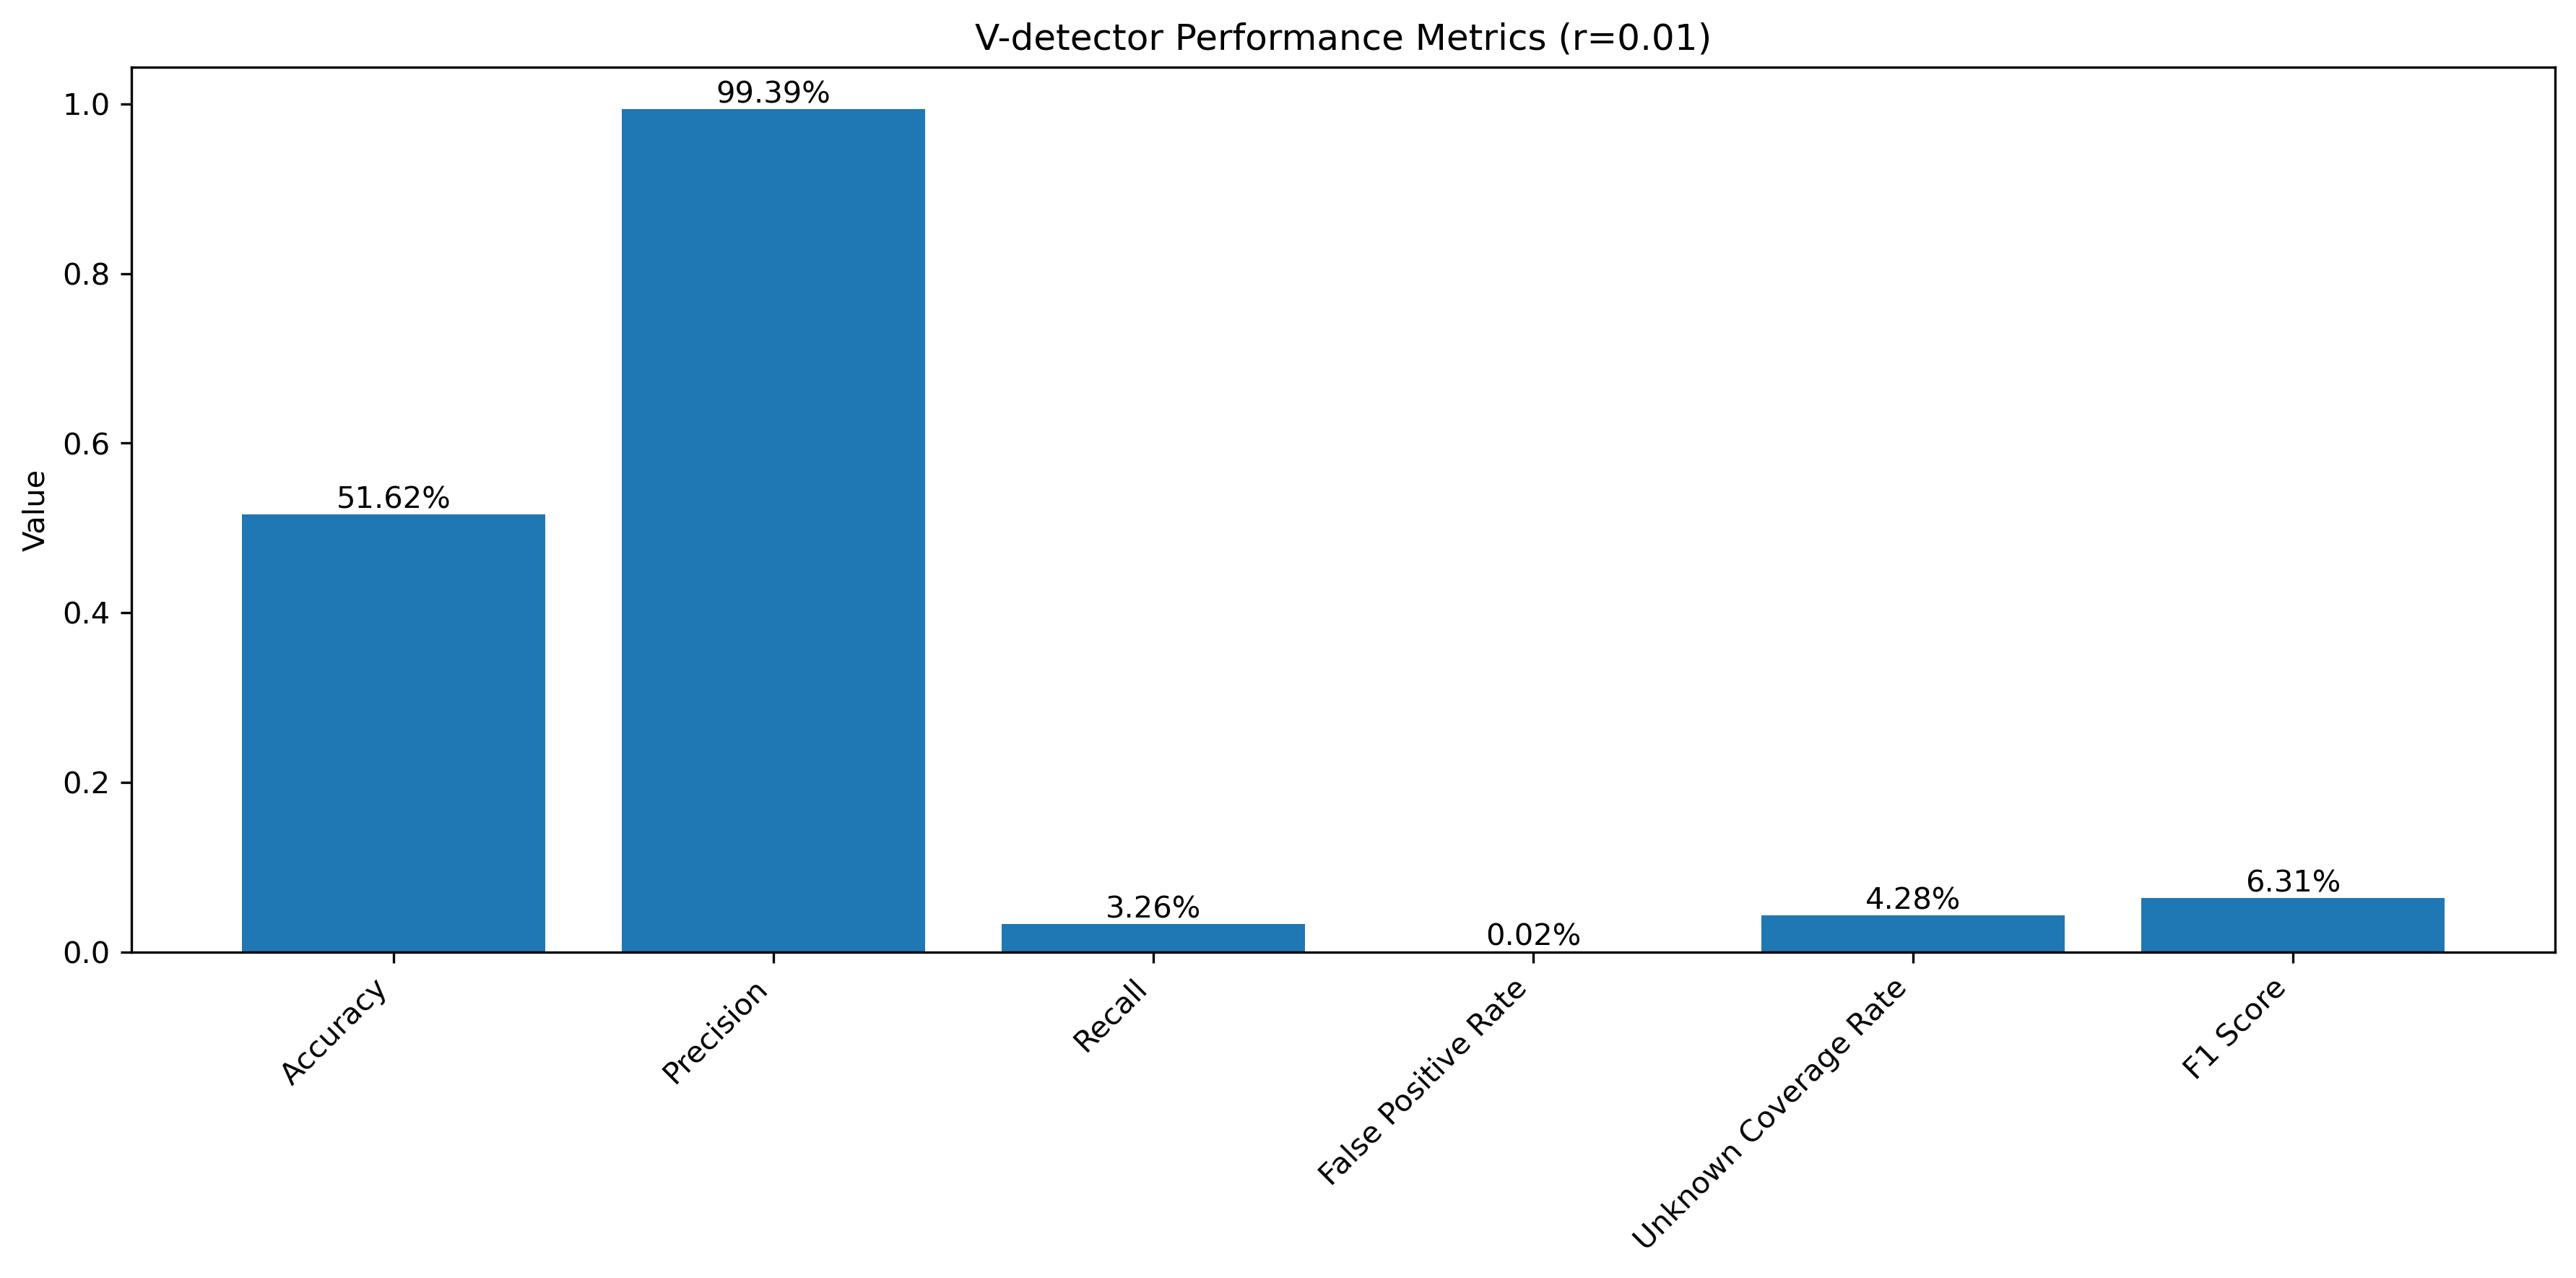 V-detector Performance Metrics (r=0.01)
Value
1.0
0.8
0.6
0.4
0.2
0.0
51.62%
99.39%
3.26%
0.02%
4.28%
6.31%
Accuracy
Precision
Recall
False Positive Rate
Unknown Coverage Rate
F1 Score